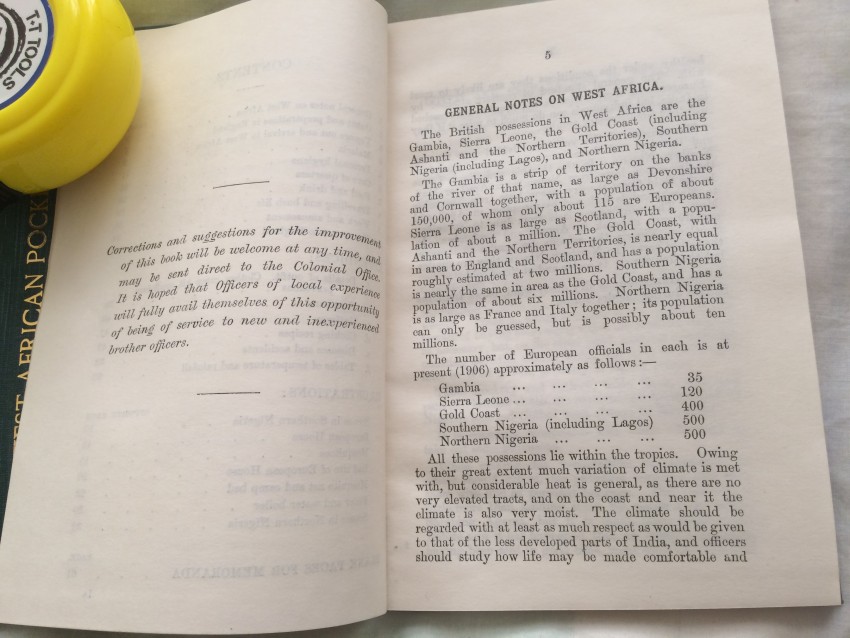 T·T TOOLS
EST AFRICAN POCK
Corrections and suggestions for the improvement
of this book will be welcome at any time, and
may be sent direct to the Colonial Office.
It is hoped that Officers of local experience
will fully avail themselves of this opportunity
of being of service to new and inexperienced
brother officers.
5
GENERAL NOTES ON WEST AFRICA.
The British possessions in West Africa are the
Gambia, Sierra Leone, the Gold Coast (including
Ashanti and the Northern Territories), Southern
Nigeria (including Lagos), and Northern Nigeria.
The Gambia is a strip of territory on the banks
of the river of that name, as large as Devonshire
and Cornwall together, with a population of about
150,000, of whom only about 115 are Europeans.
Sierra Leone is as large as Scotland, with a popu-
lation of about a million. The Gold Coast, with
Ashanti and the Northern Territories, is nearly equal
in area to England and Scotland, and has a population
roughly estimated at two millions. Southern Nigeria
is nearly the same in area as the Gold Coast, and has a
population of about six millions. Northern Nigeria
is as large as France and Italy together; its population
can only be guessed, but is possibly about ten
millions.
The number of European officials in each is at
present (1906) approximately as follows:—
Gambia ... ... ... ... 35
Sierra Leone ... ... ... ... 120
Gold Coast ... ... ... ... 400
Southern Nigeria (including Lagos) 500
Northern Nigeria ... ... ... 500
All these possessions lie within the tropics. Owing
to their great extent much variation of climate is met
with, but considerable heat is general, as there are no
very elevated tracts, and on the coast and near it the
climate is also very moist. The climate should be
regarded with at least as much respect as would be given
to that of the less developed parts of India, and officers
should study how life may be made comfortable and